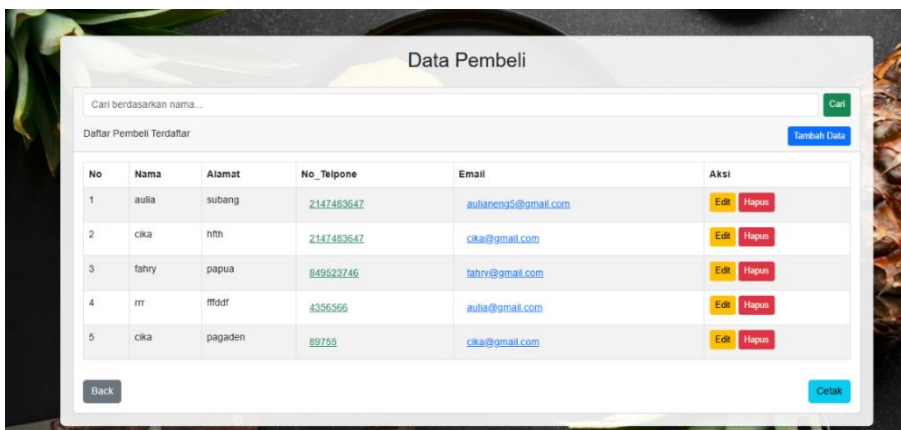 Data Pembeli
Cari berdasarkan nama...
Cari
Daftar Pembeli Terdaftar
Tambah Data
No Nama Alamat No_Telpone Email Aksi
1 aulia subang 2147483647 aulianeng5@gmail.com Edit Hapus
2 cika hfth 2147483647 cika@gmail.com Edit Hapus
3 fahry papua 849523746 fahry@gmail.com Edit Hapus
4 rrr fffddf 4356566 aulia@gmail.com Edit Hapus
5 cika pagaden 89755 cika@gmail.com Edit Hapus
Back
Cetak